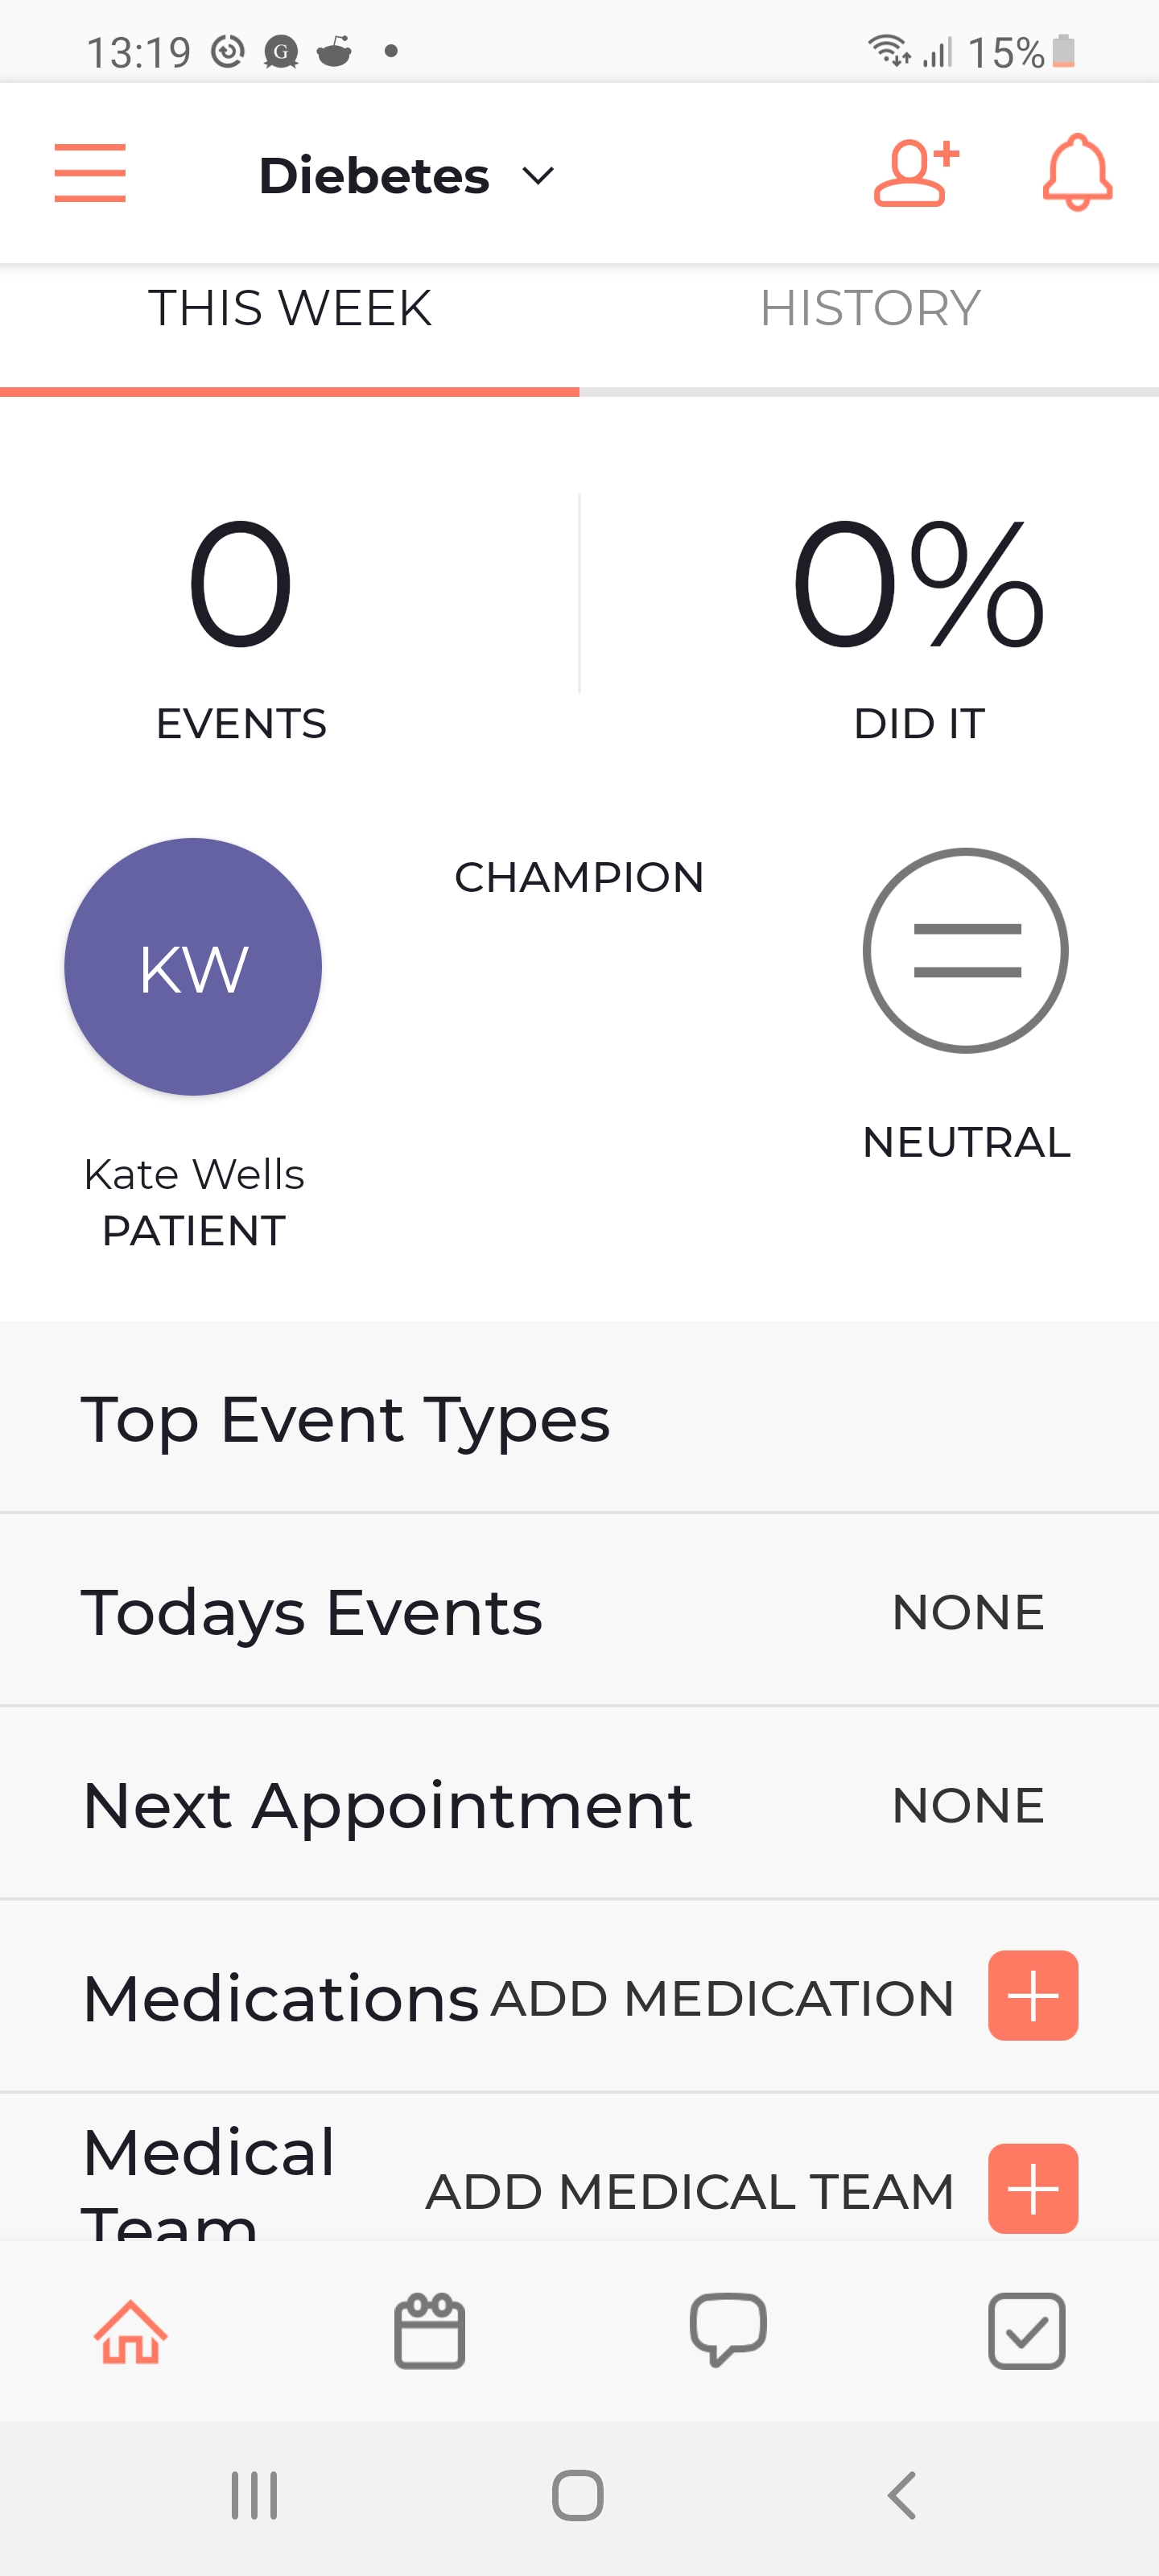 13:19 15%
Diebetes
THIS WEEK HISTORY
0 0%
EVENTS DID IT
CHAMPION
KW
NEUTRAL
Kate Wells
PATIENT
Top Event Types
Todays Events NONE
Next Appointment NONE
Medications ADD MEDICATION
Medical
Team ADD MEDICAL TEAM